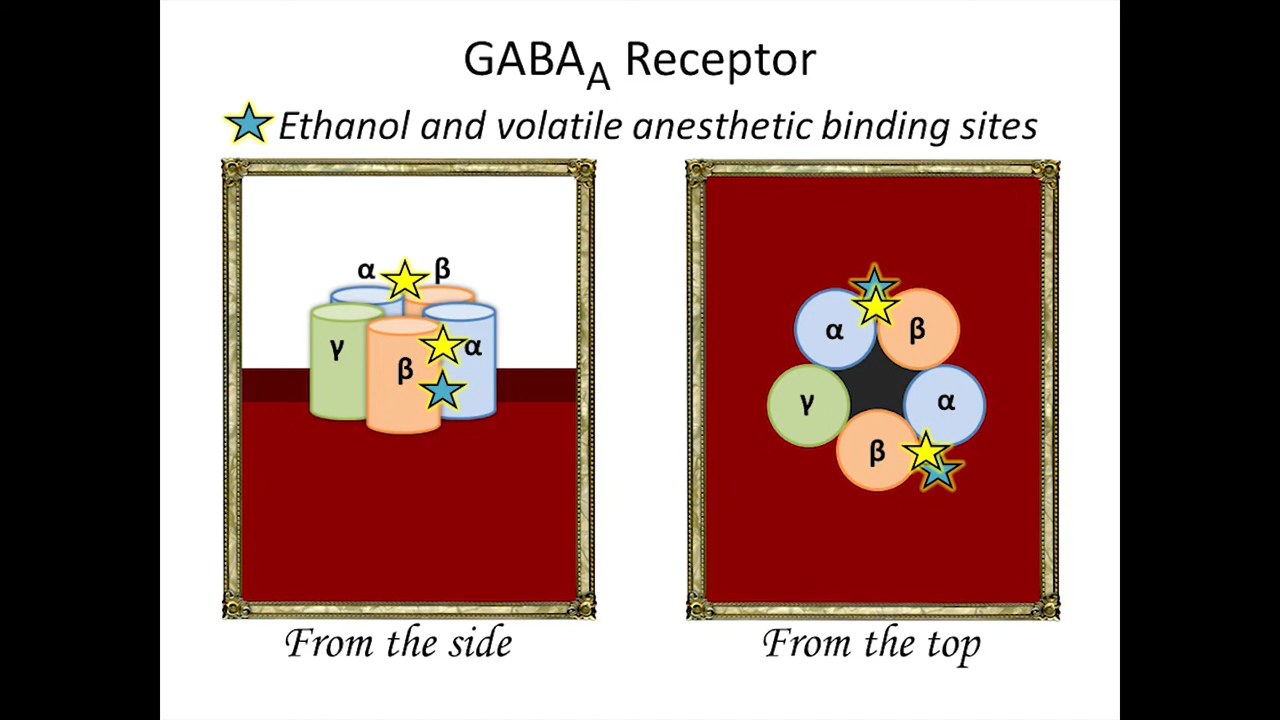 GABAA Receptor
Ethanol and volatile anesthetic binding sites
α β
γ β α
α β
γ α
β
From the side
From the top